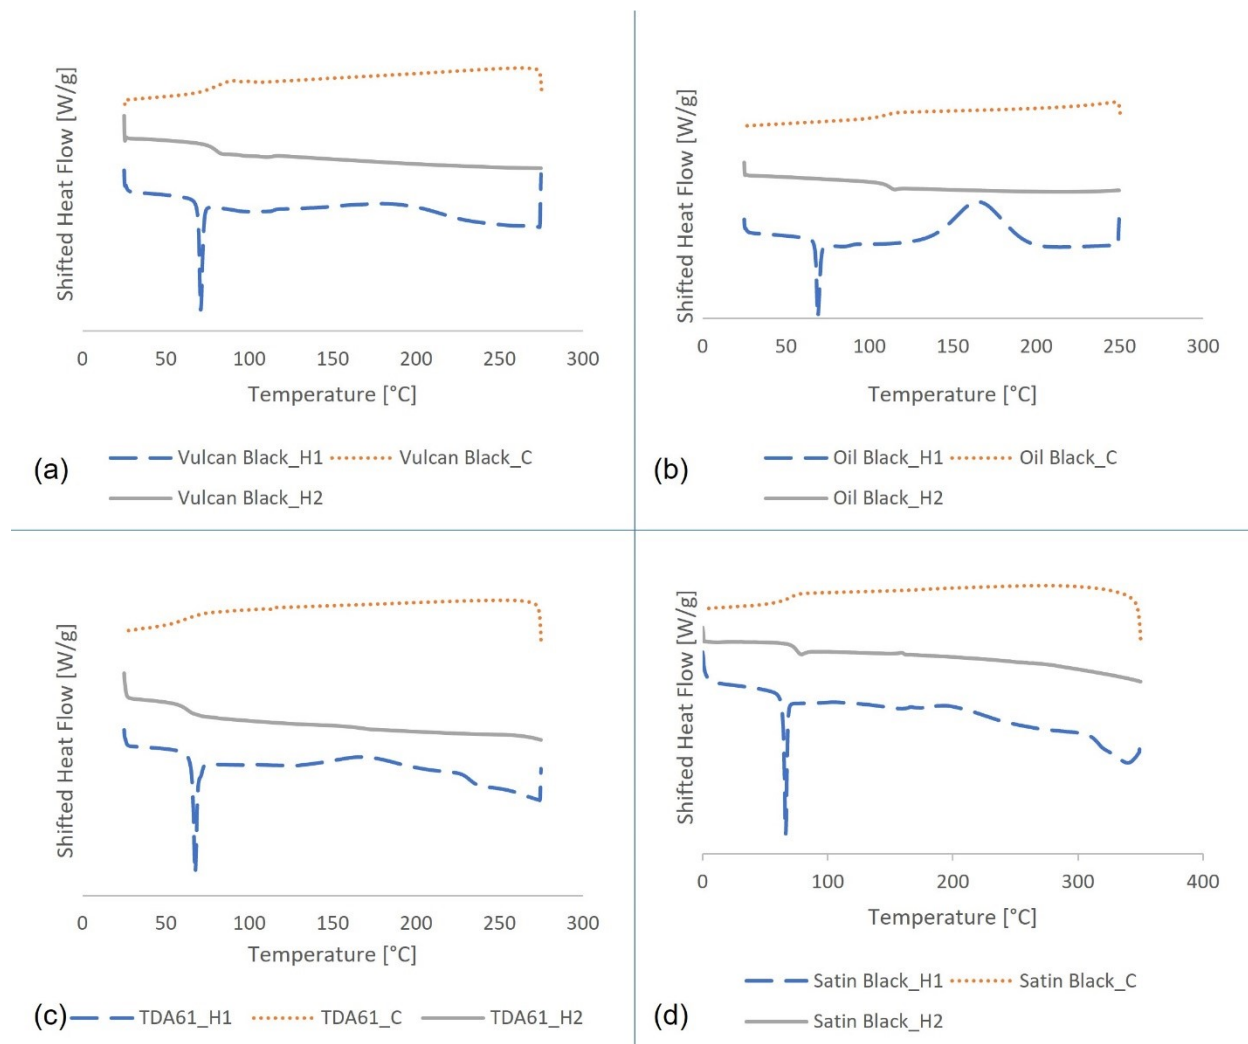 Shifted Heat Flow [W/g]
0 50 100 150 200 250 300
Temperature [°C]
(a)
Vulcan Black_H1 Vulcan Black_C
Vulcan Black_H2
Shifted Heat Flow [W/g]
0 50 100 150 200 250 300
Temperature [°C]
(b)
Oil Black_H1 Oil Black_C
Oil Black_H2
Shifted Heat Flow [W/g]
0 50 100 150 200 250 300
Temperature [°C]
(c) TDA61_H1 TDA61_C TDA61_H2
Shifted Heat Flow [W/g]
0 100 200 300 400
Temperature [°C]
Satin Black_H1 Satin Black_C
(d)
Satin Black_H2